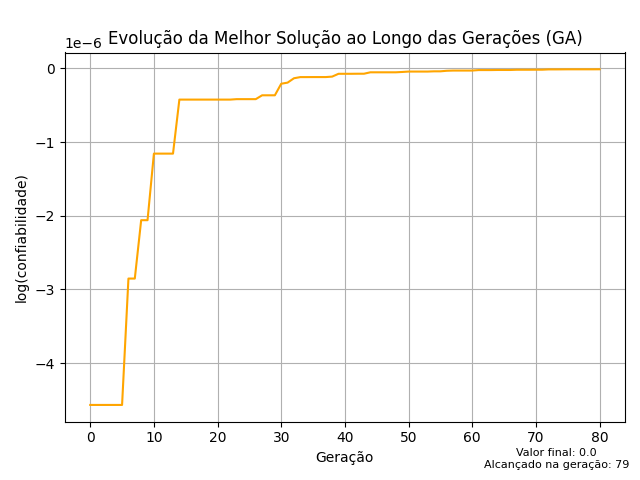 Evolução da Melhor Solução ao Longo das Gerações (GA)
1e−6
0
−1
−2
−3
−4
log(confiabilidade)
0 10 20 30 40 50 60 70 80
Geração
Valor final: 0.0
Alcançado na geração: 79